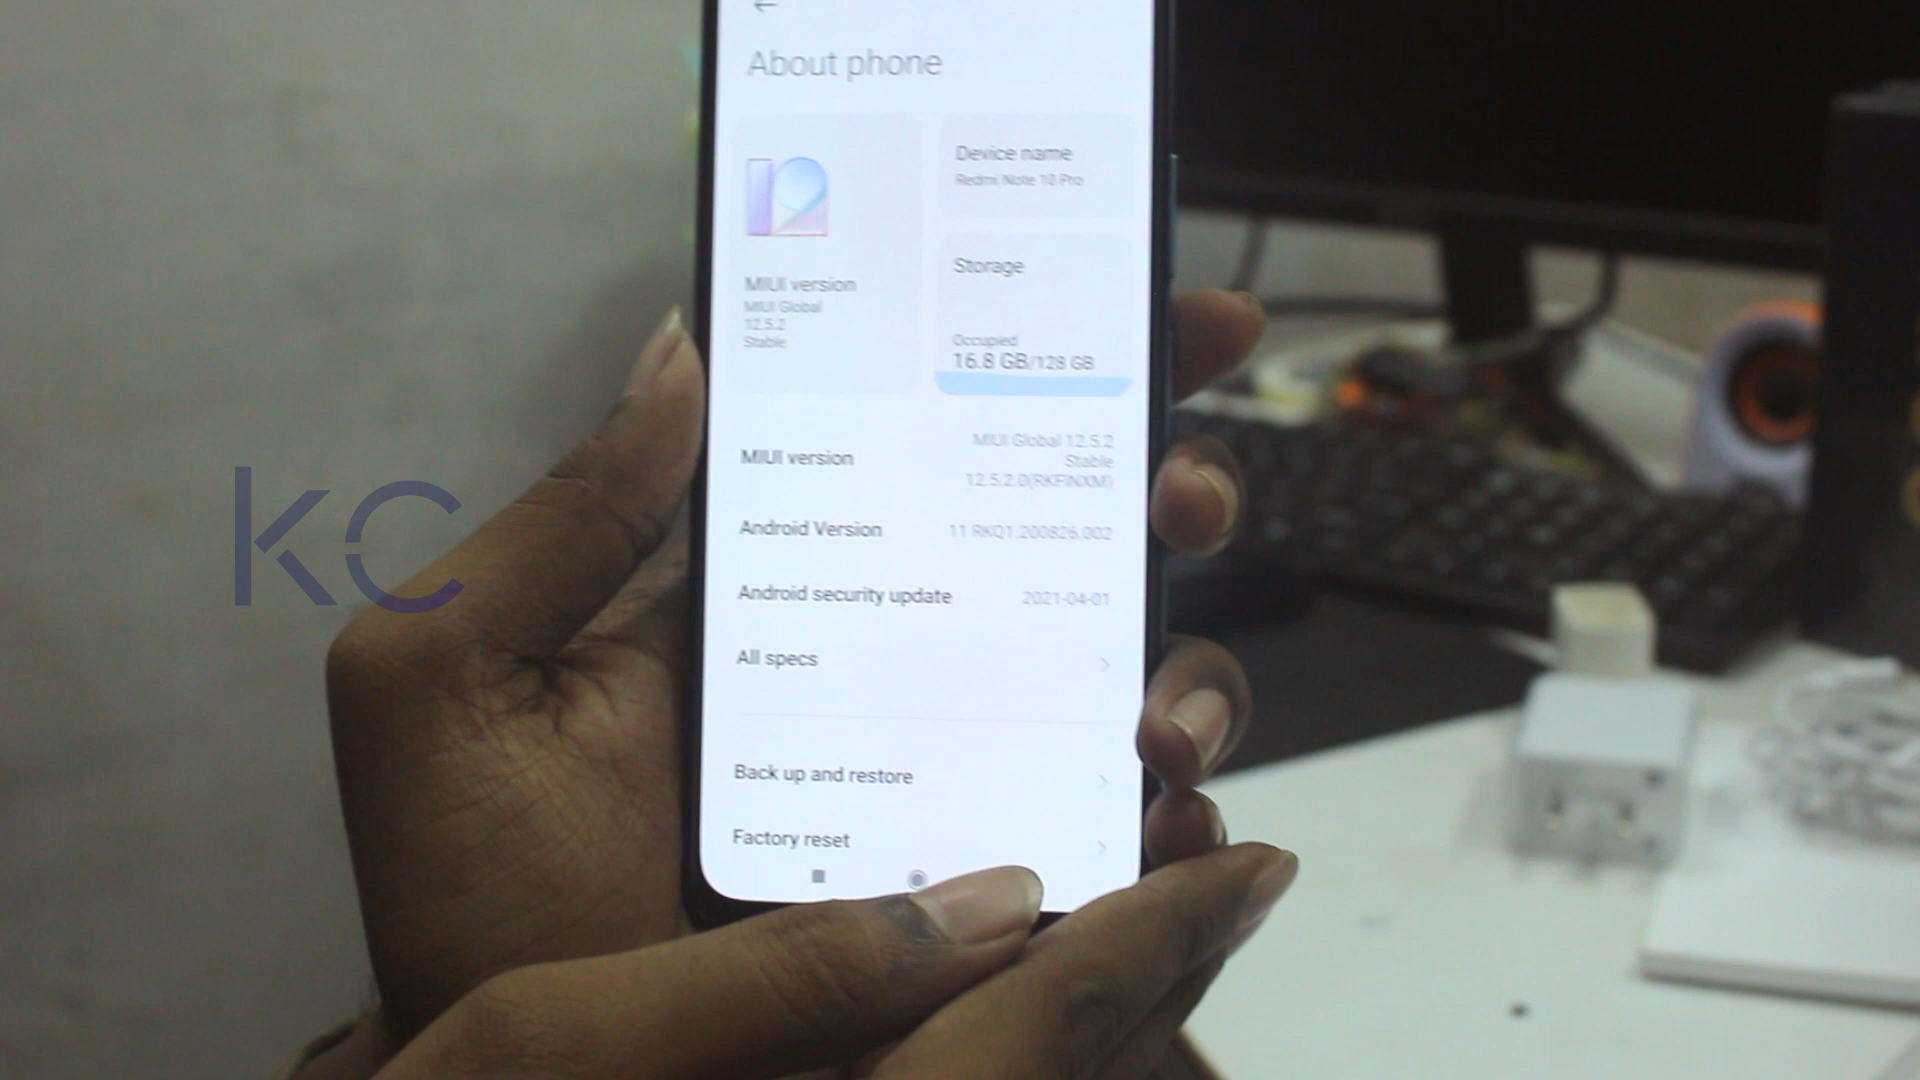 About phone
MIUI version
MIUI Global
12.5.2
Stable
Device name
Redmi Note 10 Pro
Storage
Occupied
16.8 GB/128 GB
MIUI version
MIUI Global 12.5.2
Stable
12.5.2.0(RKFINXM)
Android Version
11 RKQ1.200826.002
Android security update
2021-04-01
All specs
Back up and restore
Factory reset
KC